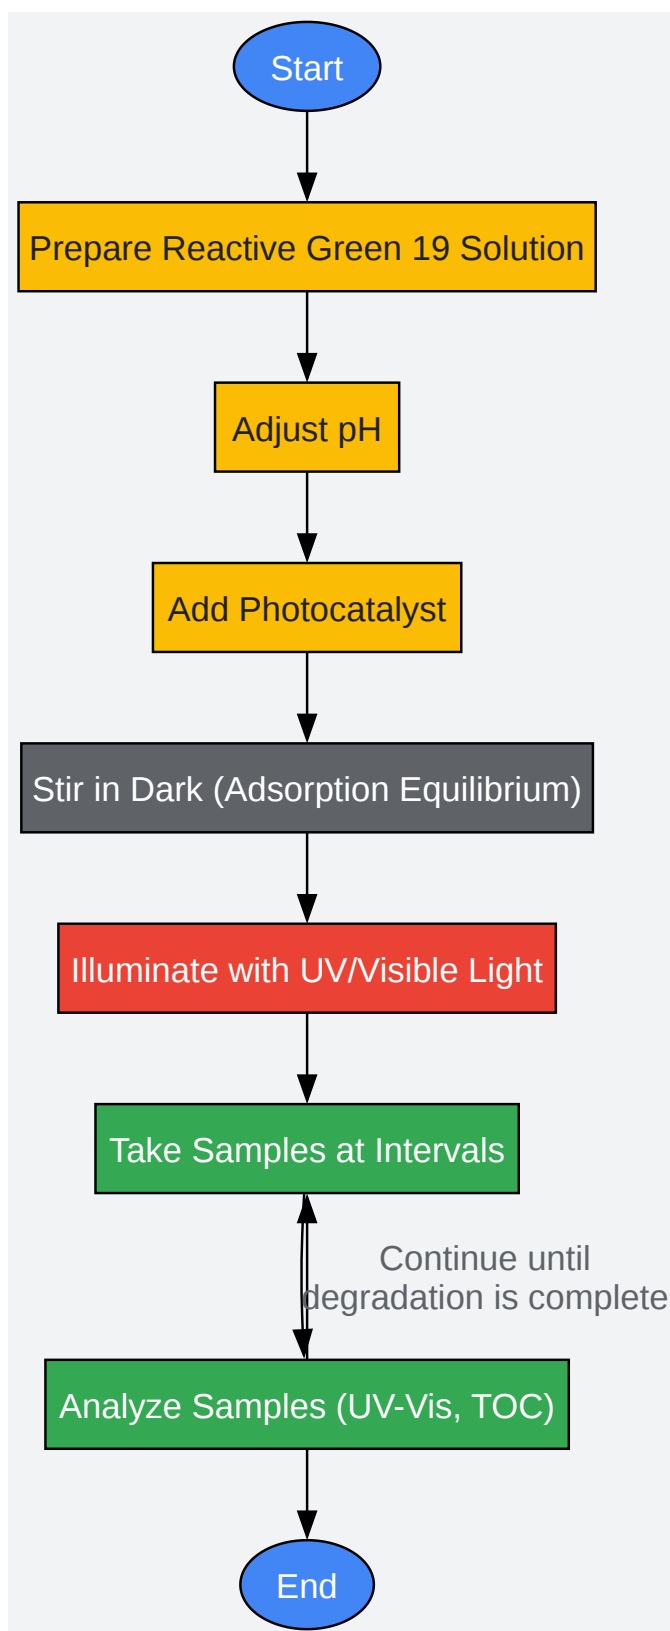 Start
Prepare Reactive Green 19 Solution
Adjust pH
Add Photocatalyst
Stir in Dark (Adsorption Equilibrium)
Illuminate with UV/Visible Light
Take Samples at Intervals
Continue until
degradation is complete
Analyze Samples (UV-Vis, TOC)
End